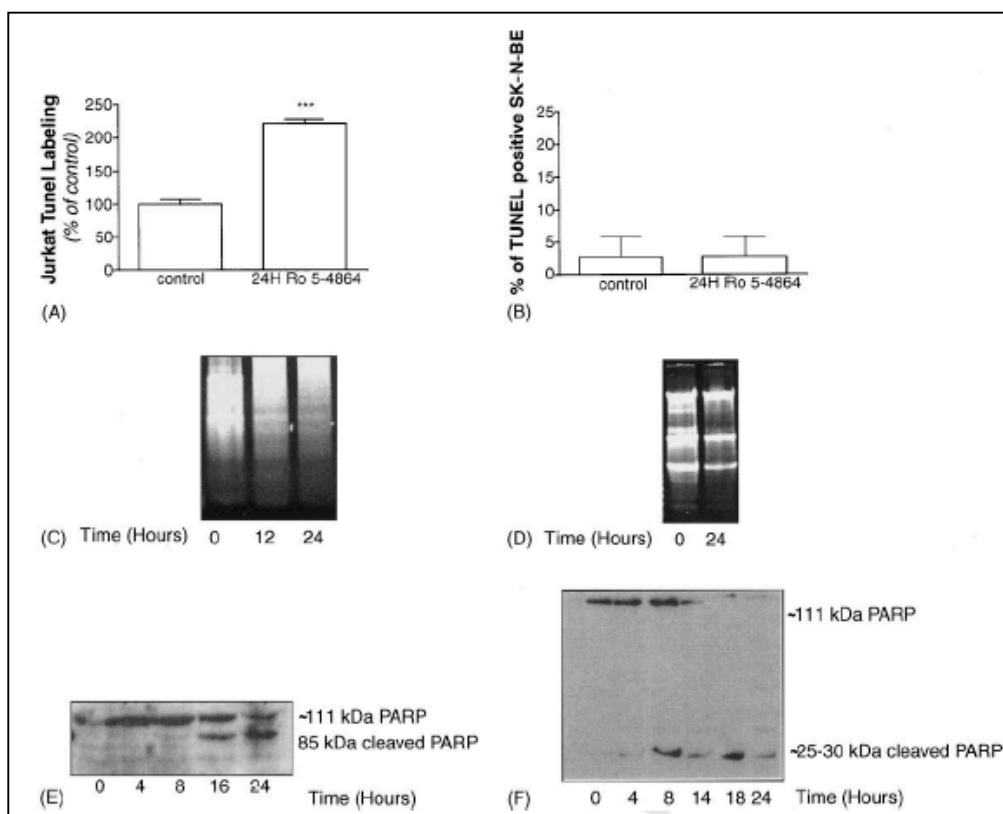 Jurkat Tunel Labeling
(% of control)
250
200
150
100
50
0
***
control
24H Ro 5-4864
(A)
% of TUNEL positive SK-N-BE
25
20
15
10
5
0
control
24H Ro 5-4864
(B)
(C) Time (Hours) 0 12 24
(D) Time (Hours) 0 24
~111 kDa PARP
85 kDa cleaved PARP
0 4 8 16 24
(E) Time (Hours)
~111 kDa PARP
~25-30 kDa cleaved PARP
(F) 0 4 8 14 18 24 Time (Hours)